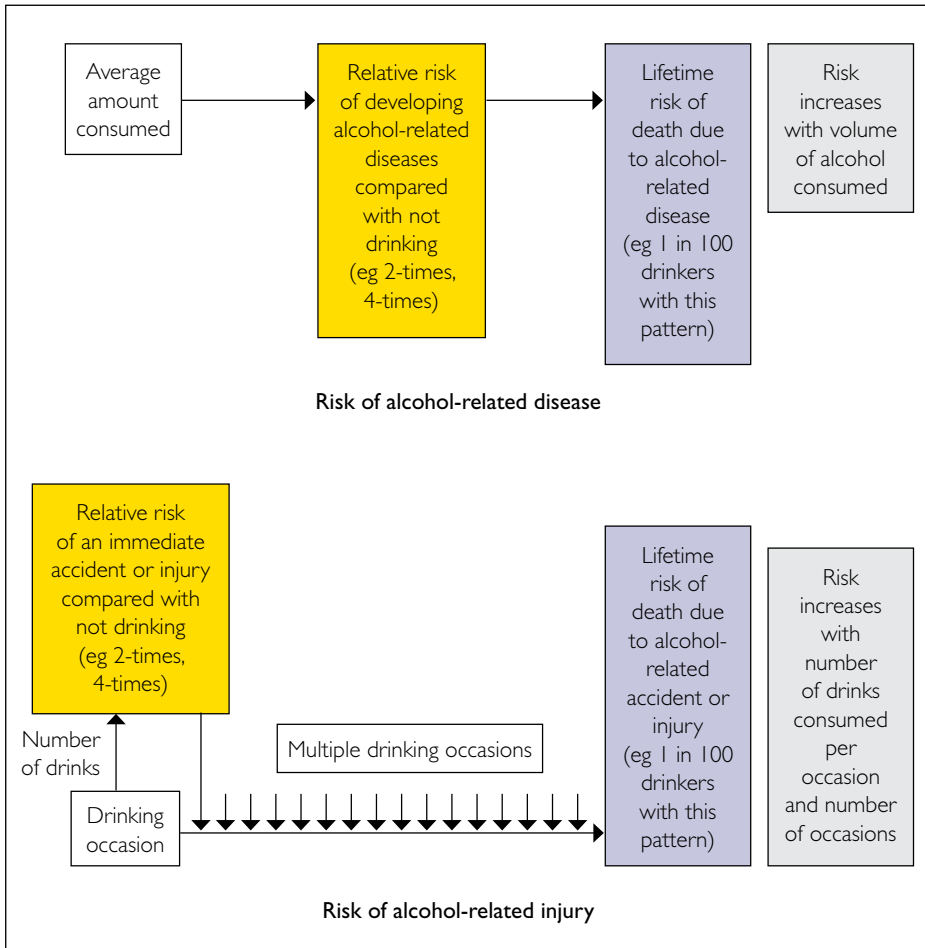 Average
amount
consumed
Relative risk
of developing
alcohol-related
diseases
compared
with not
drinking
(eg 2-times,
4-times)
Lifetime
risk of
death due
to alcohol-
related
disease
(eg 1 in 100
drinkers
with this
pattern)
Risk
increases
with volume
of alcohol
consumed
Risk of alcohol-related disease
Relative risk
of an immediate
accident or injury
compared with
not drinking
(eg 2-times,
4-times)
Number
of drinks
Drinking
occasion
Multiple drinking occasions
Lifetime
risk of
death due
to alcohol-
related
accident or
injury
(eg 1 in 100
drinkers
with this
pattern)
Risk
increases
with
number
of drinks
consumed
per
occasion
and number
of occasions
Risk of alcohol-related injury